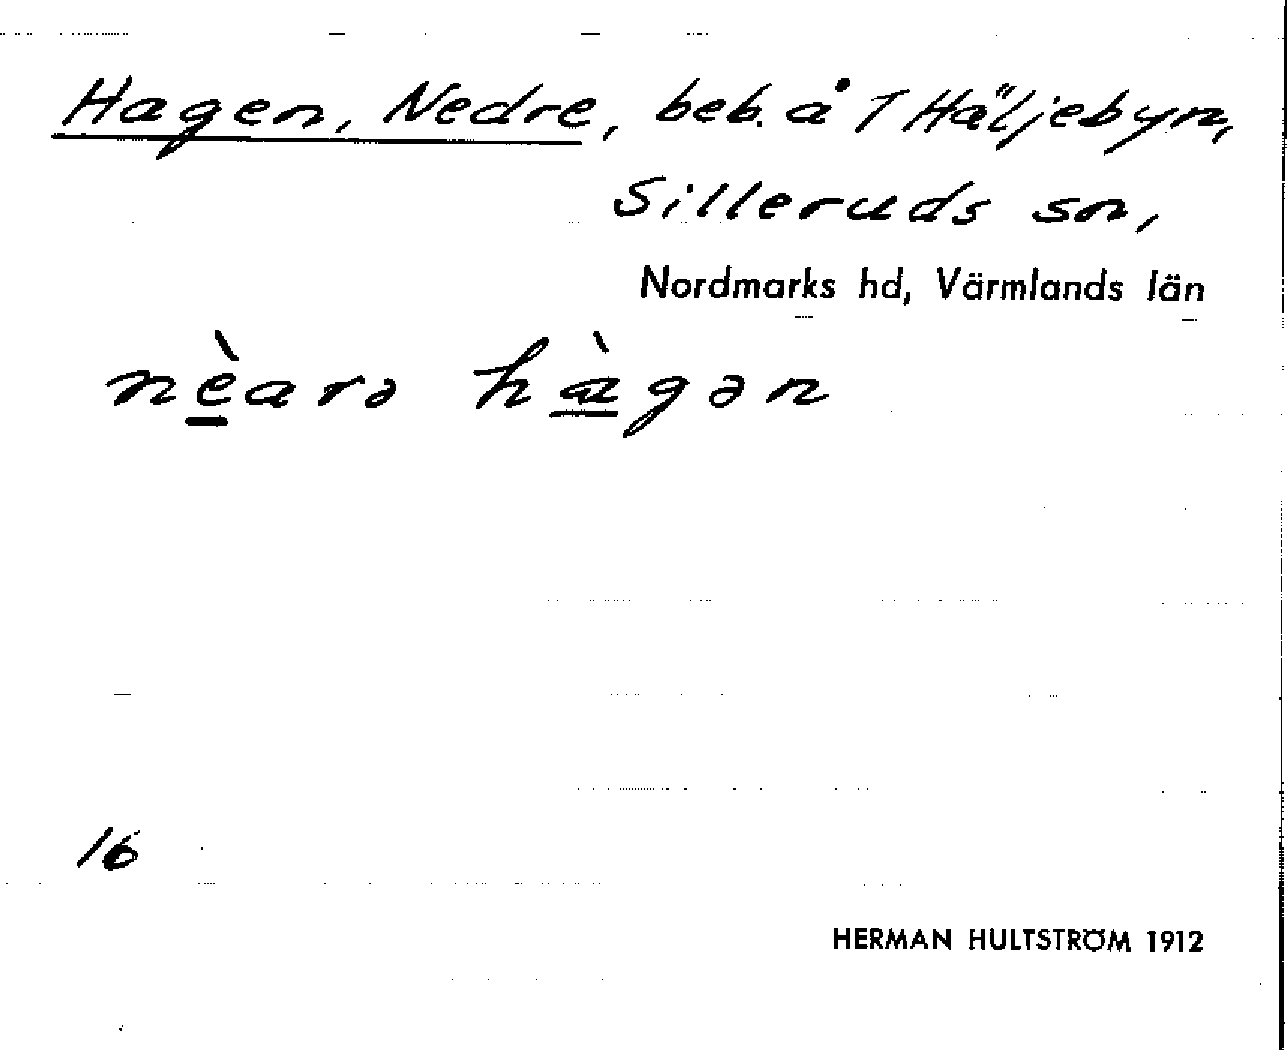 Hagen, Nedre, beb. å 1 Häljebyn,
Silleruds sn,
Nordmarks hd, Värmlands län
nèarə hàgən
16
HERMAN HULTSTRÖM 1912